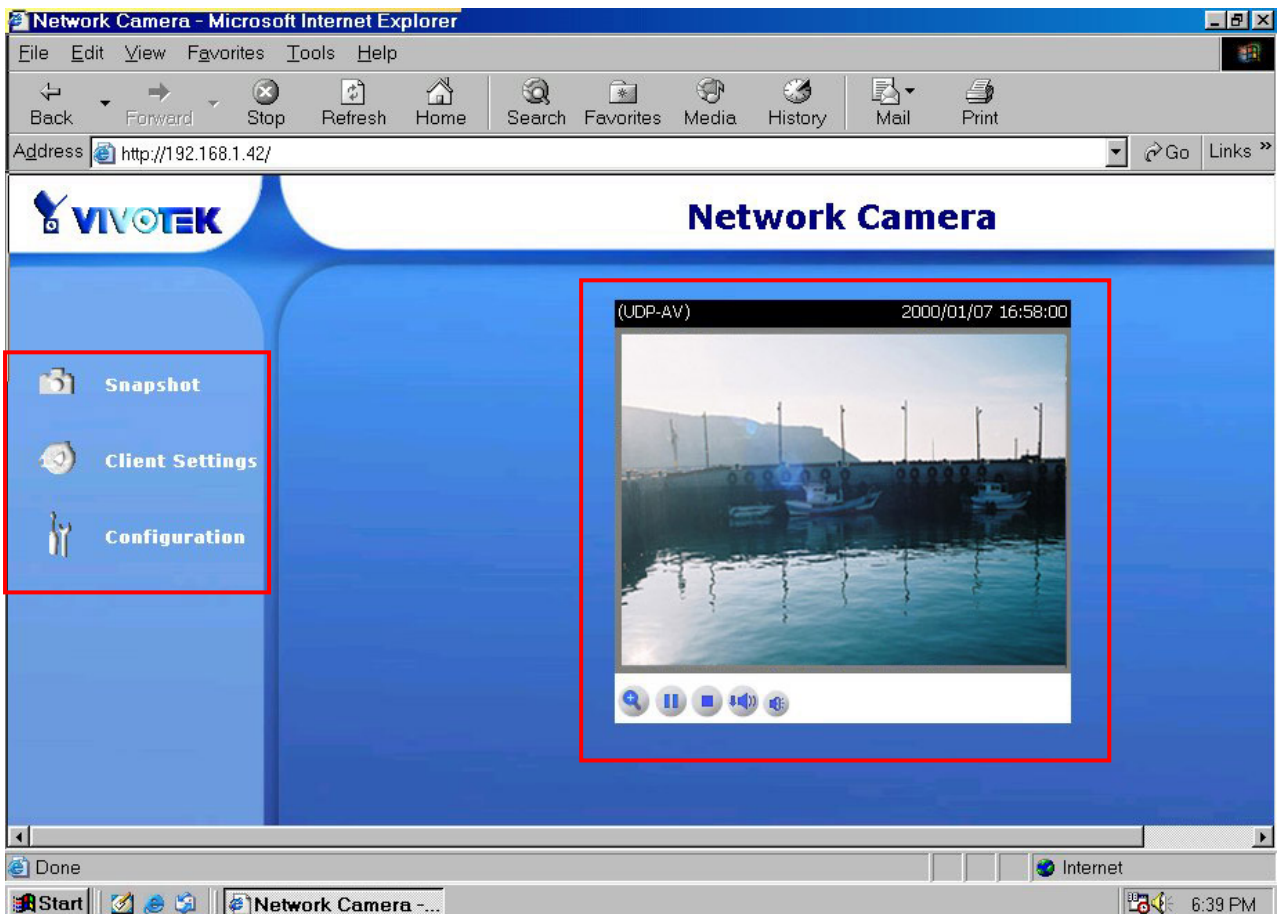 Network Camera - Microsoft Internet Explorer
File Edit View Favorites Tools Help
Back Forward Stop Refresh Home Search Favorites Media History Mail Print
Address http://192.168.1.42/ Go Links »
VIVOTEK
Network Camera
(UDP-AV) 2000/01/07 16:58:00
Snapshot
Client Settings
Configuration
Done Internet
Start Network Camera -... 6:39 PM